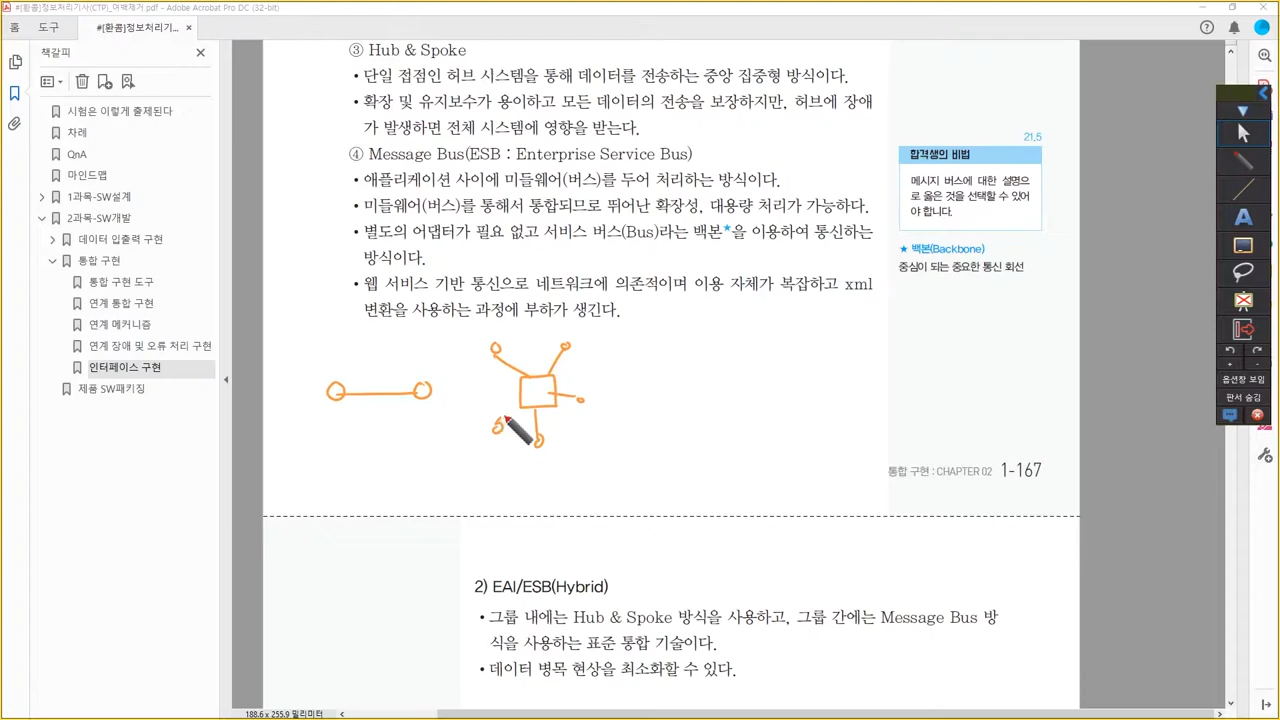 #[환콤]정보처리기사(CTP)_여백제거.pdf - Adobe Acrobat Pro DC (32-bit)
홈
도구
#[환콤]정보처리기...
책갈피
시험은 이렇게 출제된다
차례
QnA
마인드맵
1과목-SW설계
2과목-SW개발
데이터 입출력 구현
통합 구현
통합 구현 도구
연계 통합 구현
연계 메커니즘
연계 장애 및 오류 처리 구현
인터페이스 구현
제품 SW패키징
③ Hub & Spoke
• 단일 접점인 허브 시스템을 통해 데이터를 전송하는 중앙 집중형 방식이다.
• 확장 및 유지보수가 용이하고 모든 데이터의 전송을 보장하지만, 허브에 장애
가 발생하면 전체 시스템에 영향을 받는다.
④ Message Bus(ESB : Enterprise Service Bus)
• 애플리케이션 사이에 미들웨어(버스)를 두어 처리하는 방식이다.
• 미들웨어(버스)를 통해서 통합되므로 뛰어난 확장성, 대용량 처리가 가능하다.
• 별도의 어댑터가 필요 없고 서비스 버스(Bus)라는 백본★을 이용하여 통신하는
방식이다.
• 웹 서비스 기반 통신으로 네트워크에 의존적이며 이용 자체가 복잡하고 xml
변환을 사용하는 과정에 부하가 생긴다.
21.5
합격생의 비법
메시지 버스에 대한 설명으
로 옳은 것을 선택할 수 있어
야 합니다.
★ 백본(Backbone)
중심이 되는 중요한 통신 회선
통합 구현 : CHAPTER 02 1-167
2) EAI/ESB(Hybrid)
• 그룹 내에는 Hub & Spoke 방식을 사용하고, 그룹 간에는 Message Bus 방
식을 사용하는 표준 통합 기술이다.
• 데이터 병목 현상을 최소화할 수 있다.
188.6 x 255.9 밀리미터
A
옵션창 보임
판서 숨김